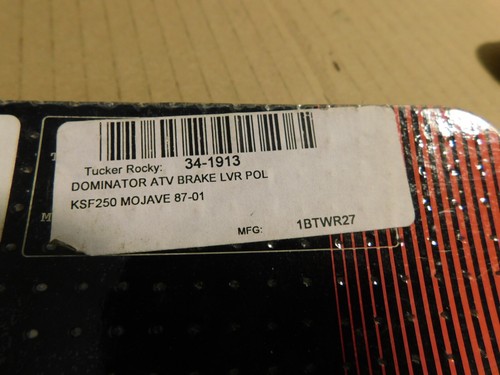 Tucker Rocky: 34-1913
DOMINATOR ATV BRAKE LVR POL
KSF250 MOJAVE 87-01
MFG: 1BTWR27